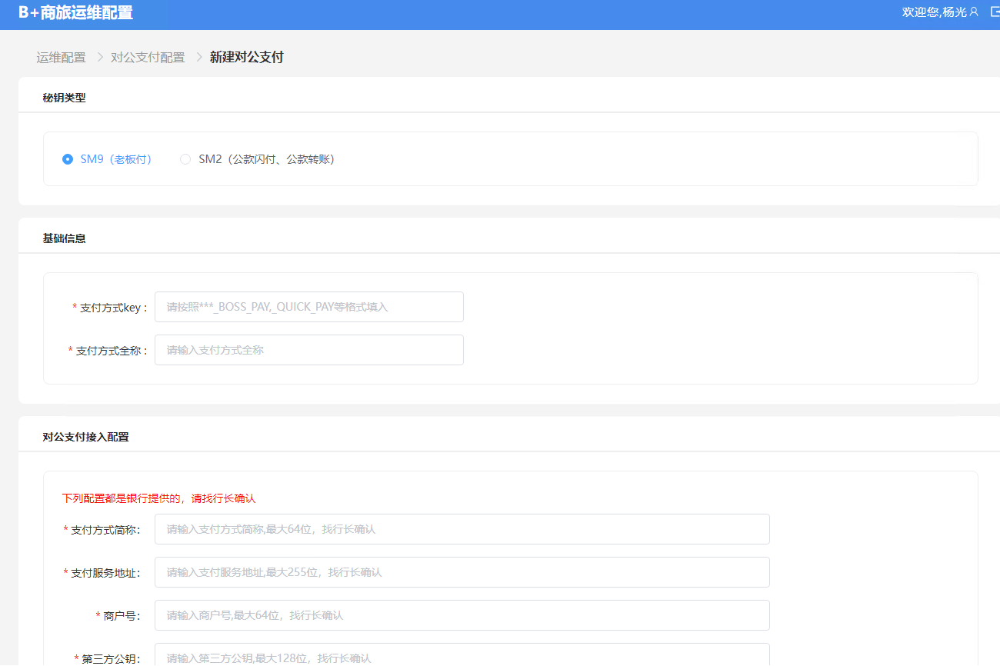 B+商旅运维配置
欢迎您,杨光
运维配置 > 对公支付配置 > 新建对公支付
秘钥类型
SM9（老板付） SM2（公款闪付、公款转账）
基础信息
* 支付方式key： 请按照***_BOSS_PAY,_QUICK_PAY等格式填入
* 支付方式全称： 请输入支付方式全称
对公支付接入配置
下列配置都是银行提供的，请找行长确认
* 支付方式简称： 请输入支付方式简称,最大64位，找行长确认
* 支付服务地址： 请输入支付服务地址,最大255位，找行长确认
* 商户号： 请输入商户号,最大64位，找行长确认
* 第三方公钥： 请输入第三方公钥,最大128位，找行长确认